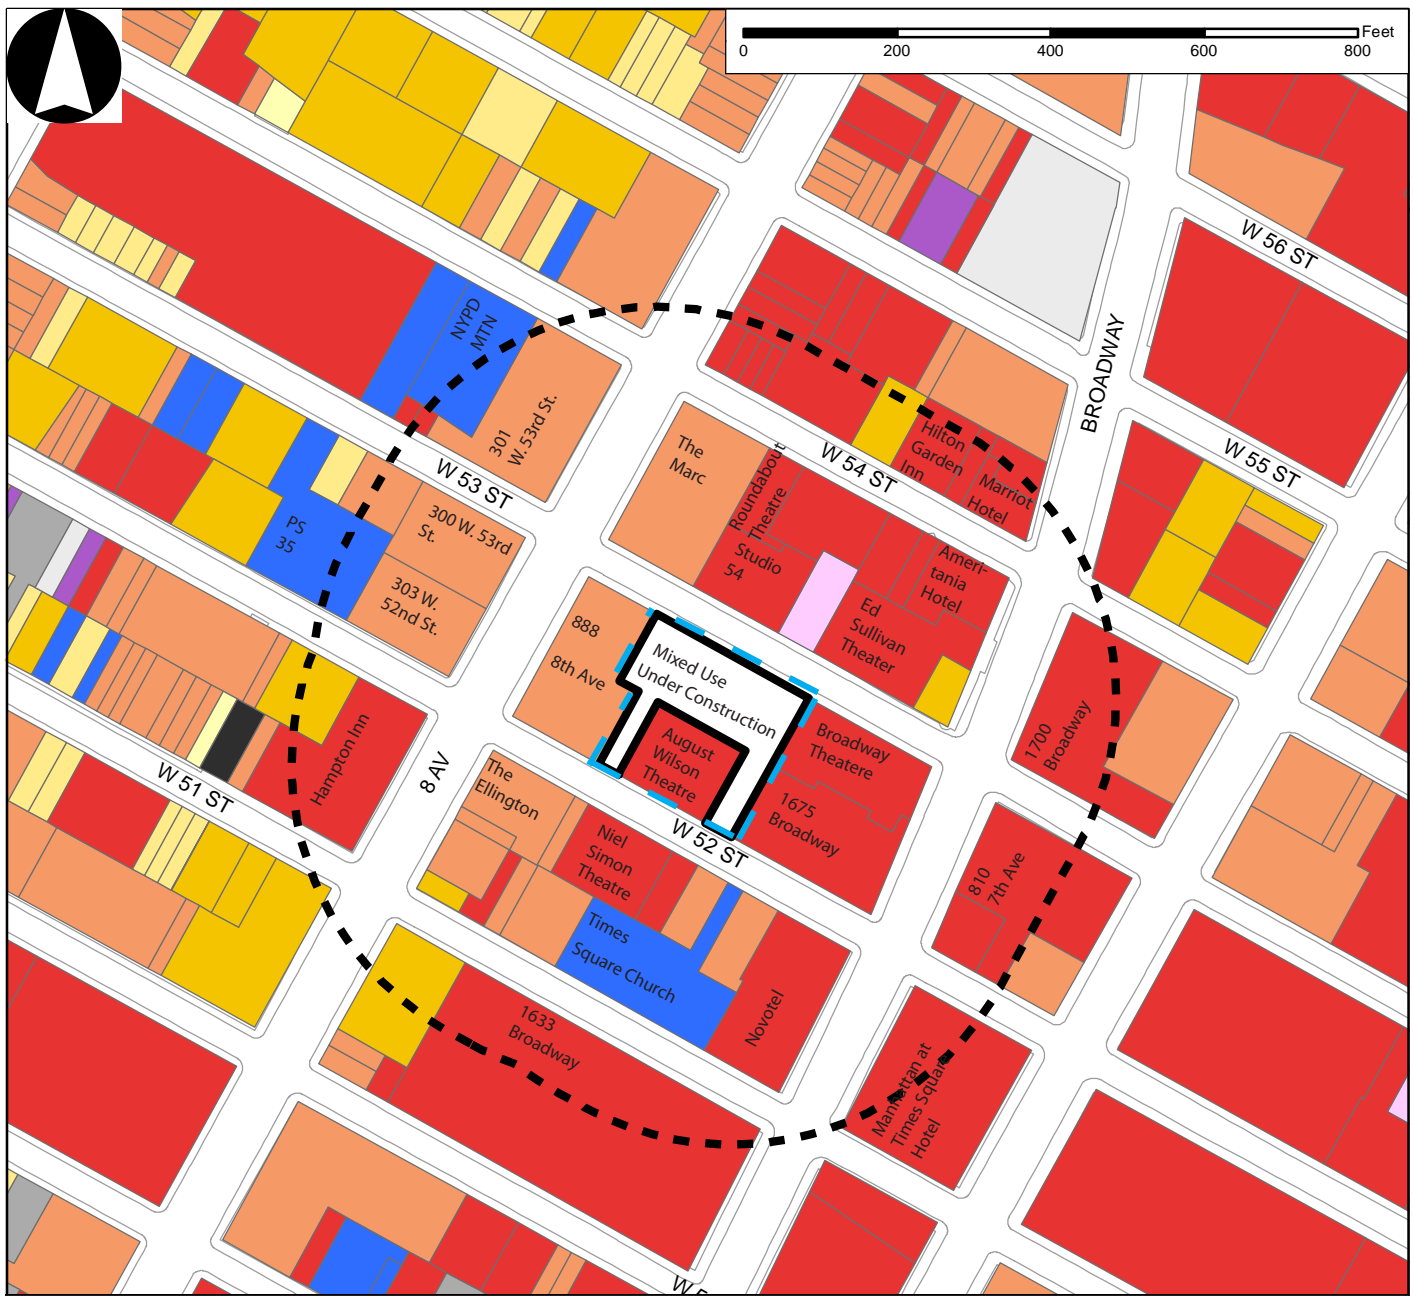 Feet
0 200 400 600 800
W 56 ST
BROADWAY
NYPD
MTN
301
W. 53rd St.
W 53 ST
The
Marc
Roundabout
Theatre
Studio
54
W 54 ST
Hilton
Garden
Inn
Marriot
Hotel
W 55 ST
PS
35
300 W. 53rd
St.
303 W.
52nd St.
Ameri-
tania
Hotel
Ed
Sullivan
Theater
888
8th Ave
Mixed Use
Under Construction
August
Wilson
Theatre
Broadway
Theatere
1675
Broadway
1700
Broadway
Hampton Inn
8 AV
W 51 ST
The
Ellington
W 52 ST
Niel
Simon
Theatre
810
7th Ave
Times
Square Church
Novotel
1633
Broadway
Manhattan at
Times Square
Hotel